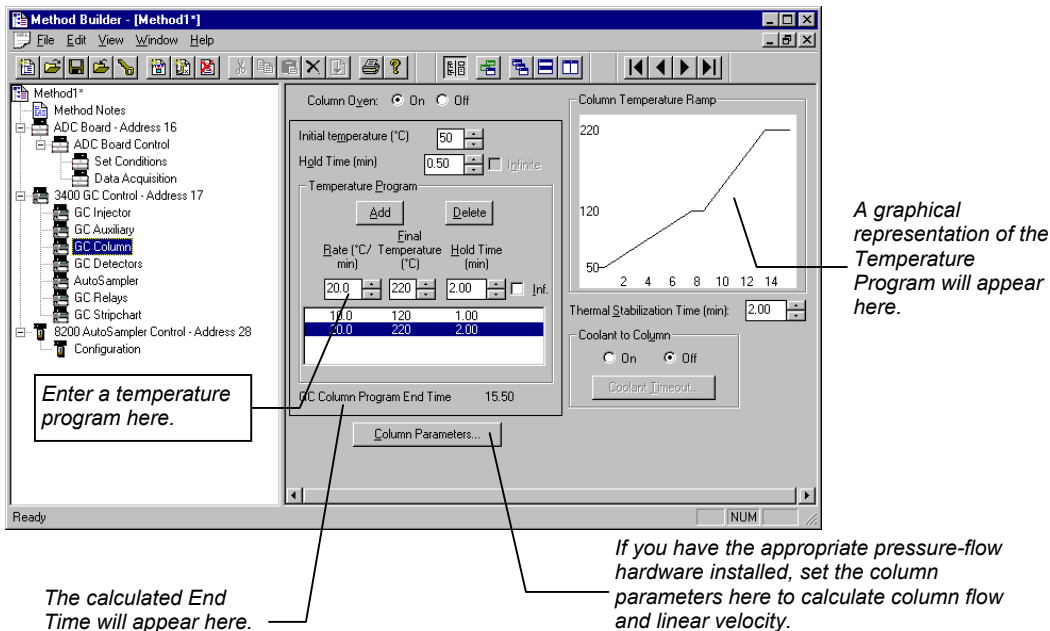 Method Builder - [Method1*]
File Edit View Window Help
Method1*
Method Notes
ADC Board - Address 16
ADC Board Control
Set Conditions
Data Acquisition
3400 GC Control - Address 17
GC Injector
GC Auxiliary
GC Column
GC Detectors
AutoSampler
GC Relays
GC Stripchart
8200 AutoSampler Control - Address 28
Configuration
Column Oven: On Off
Initial temperature (°C) 50
Hold Time (min) 0.50 Infinite
Temperature Program
Add Delete
Final
Rate (°C/ Temperature Hold Time
min) (°C) (min)
20.0 220 2.00 Inf.
10.0 120 1.00
20.0 220 2.00
GC Column Program End Time 15.50
Column Parameters...
Column Temperature Ramp
220
120
50
2 4 6 8 10 12 14
Thermal Stabilization Time (min): 2.00
Coolant to Column
On Off
Coolant Timeout...
Ready
NUM
Enter a temperature
program here.
A graphical
representation of the
Temperature
Program will appear
here.
The calculated End
Time will appear here.
If you have the appropriate pressure-flow
hardware installed, set the column
parameters here to calculate column flow
and linear velocity.